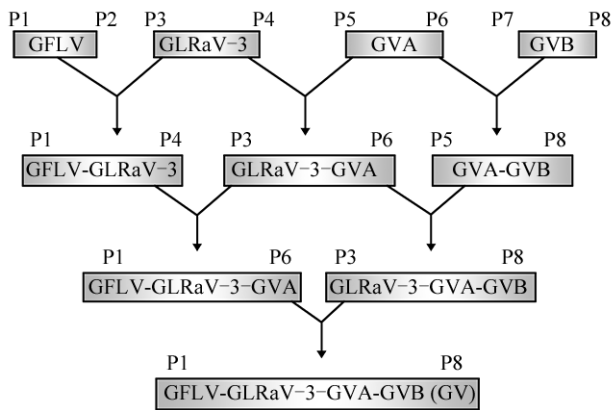 P1 P2 P3 P4 P5 P6 P7 P8
GFLV GLRaV-3 GVA GVB
P1 P4 P3 P6 P5 P8
GFLV-GLRaV-3 GLRaV-3-GVA GVA-GVB
P1 P6 P3 P8
GFLV-GLRaV-3-GVA GLRaV-3-GVA-GVB
P1 P8
GFLV-GLRaV-3-GVA-GVB (GV)